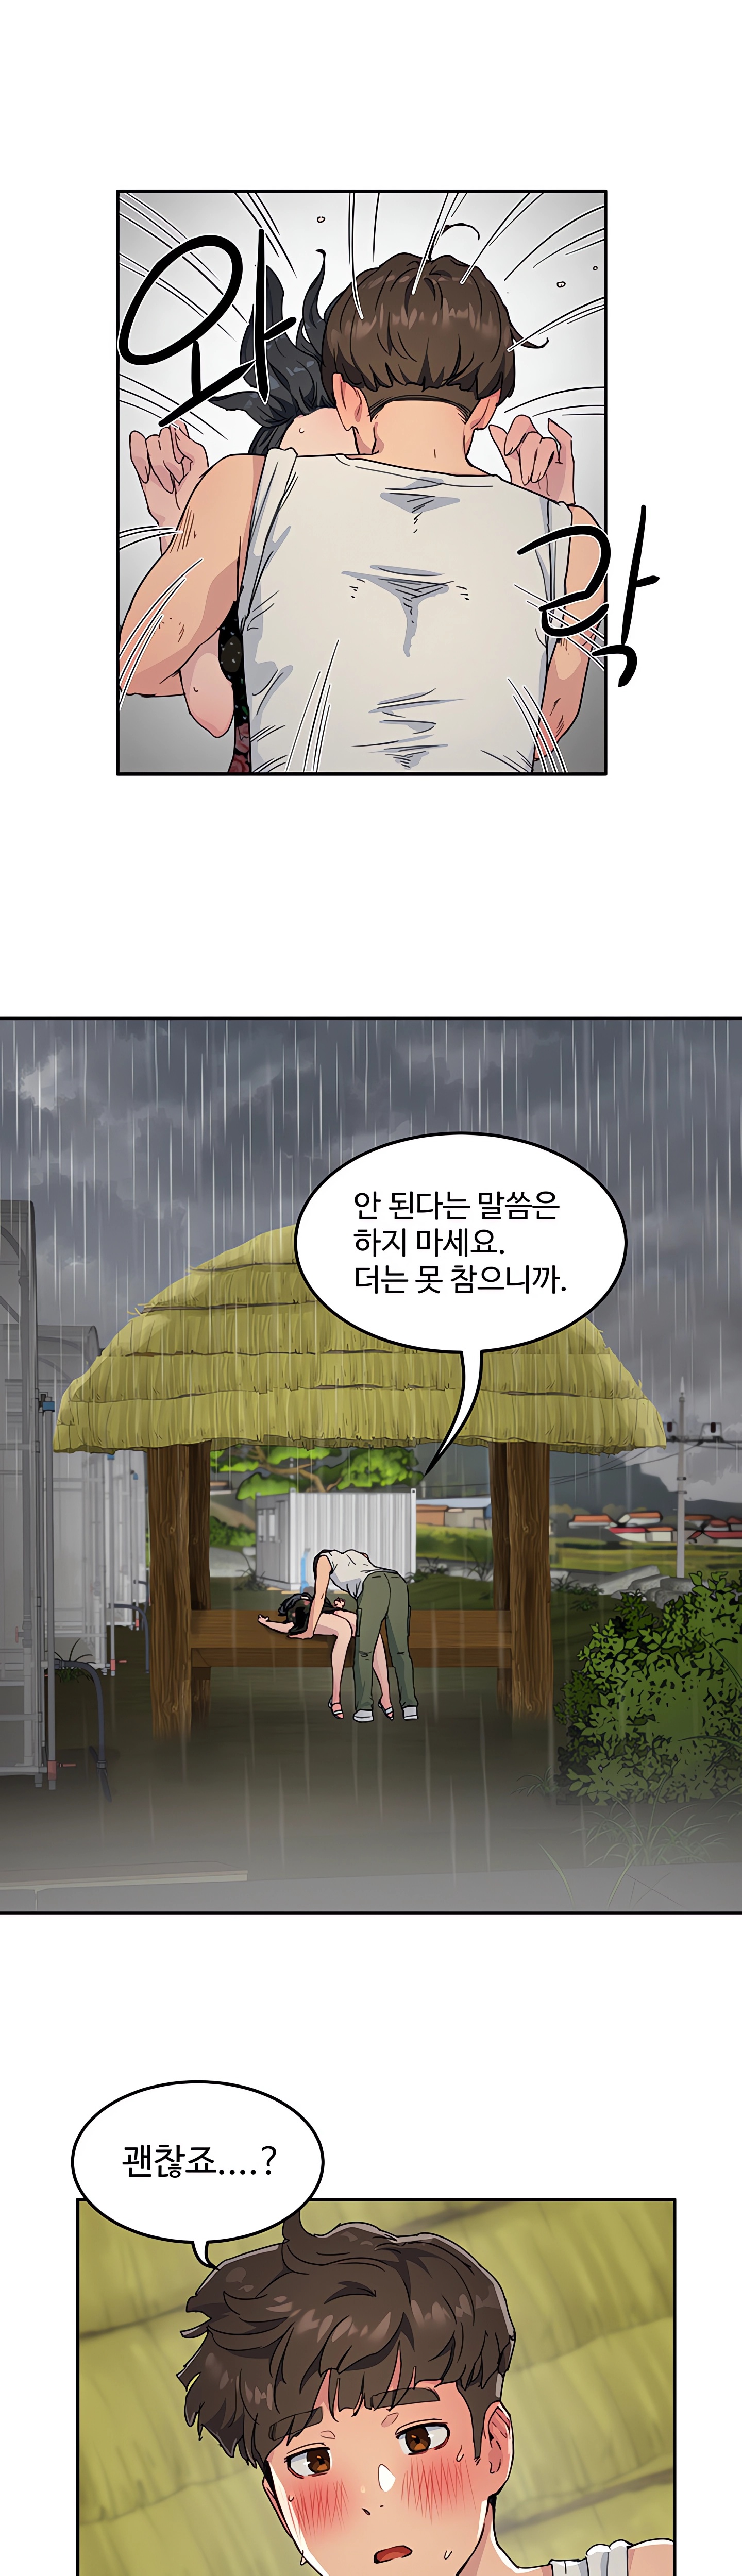 와
락
안 된다는 말씀은
하지 마세요.
더는 못 참으니까.
괜찮죠....?